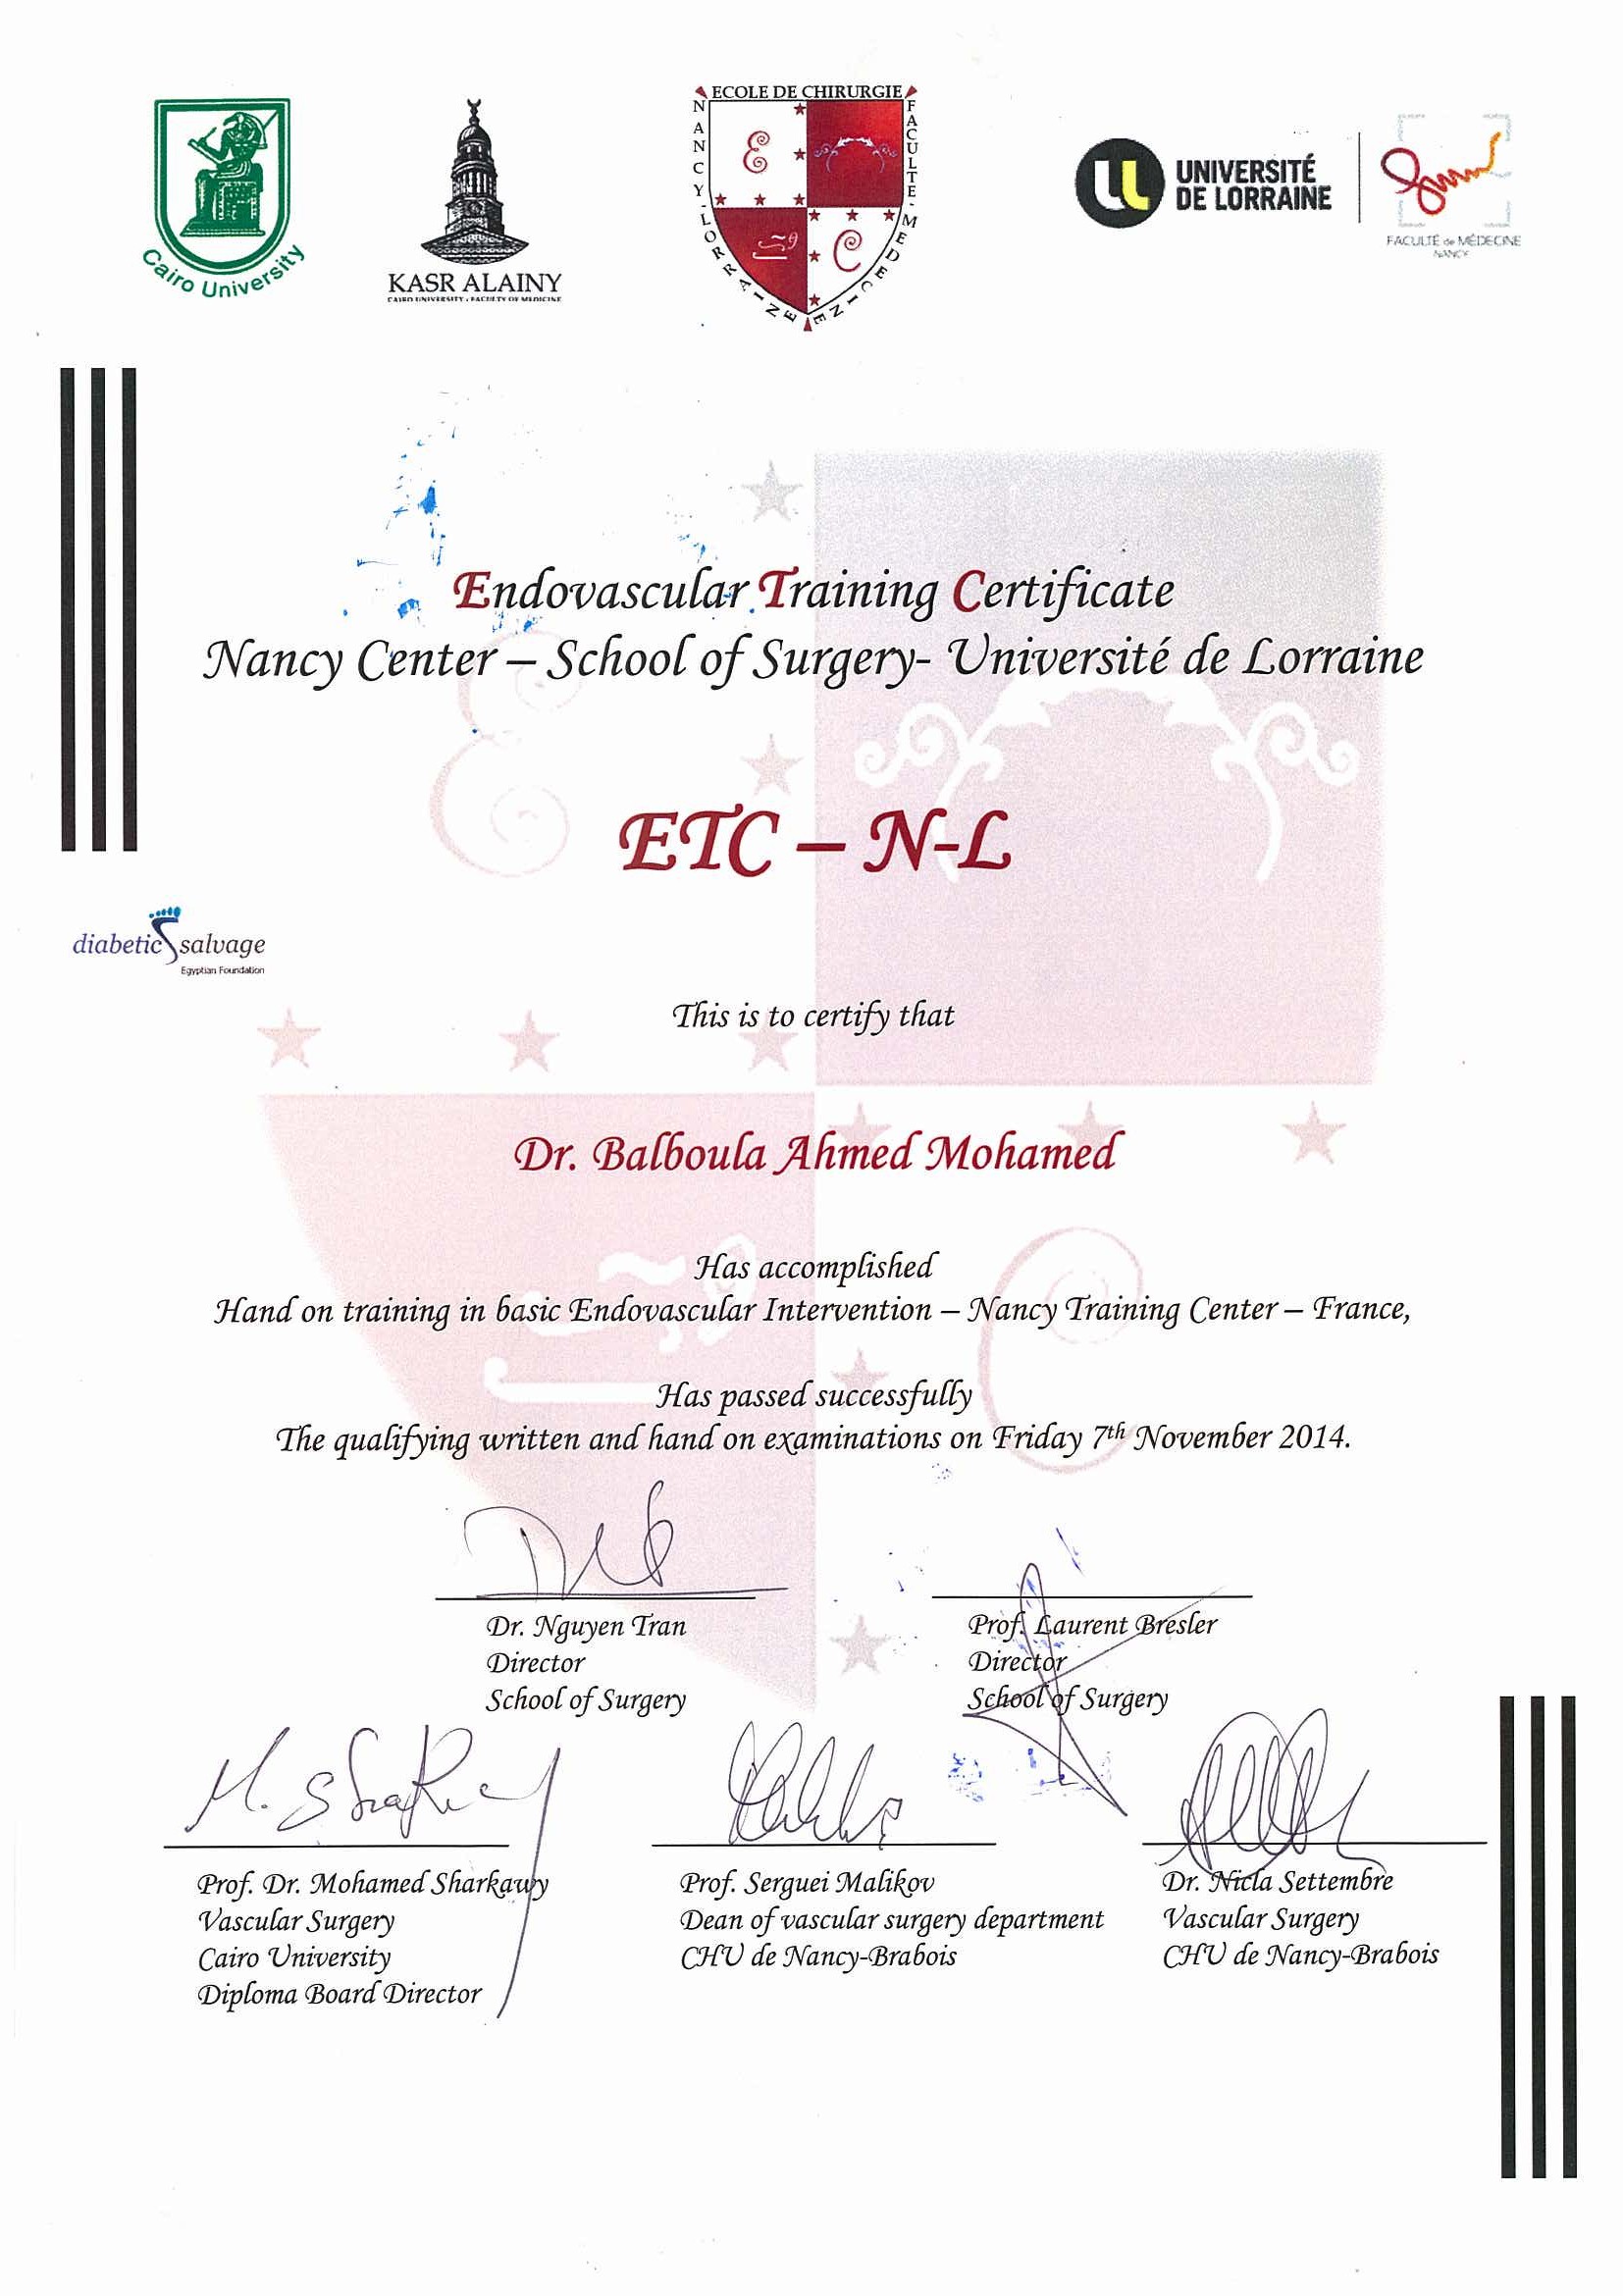 Cairo University
KASR ALAINY
CAIRO UNIVERSITY - FACULTY OF MEDICINE
ECOLE DE CHIRURGIE
NANCY-LORRAINE
FACULTE-MEDECINE
UNIVERSITÉ
DE LORRAINE
FACULTÉ de MÉDECINE
NANCY
Endovascular Training Certificate
Nancy Center – School of Surgery- Université de Lorraine
ETC – N-L
diabetic salvage
Egyptian Foundation
This is to certify that
Dr. Balboula Ahmed Mohamed
Has accomplished
Hand on training in basic Endovascular Intervention – Nancy Training Center – France,
Has passed successfully
The qualifying written and hand on examinations on Friday 7th November 2014.
Dr. Nguyen Tran
Director
School of Surgery
Prof. Laurent Bresler
Director
School of Surgery
M. Sharkawy
Prof. Dr. Mohamed Sharkawy
Vascular Surgery
Cairo University
Diploma Board Director
Prof. Serguei Malikov
Dean of vascular surgery department
CHU de Nancy-Brabois
Dr. Nicla Settembre
Vascular Surgery
CHU de Nancy-Brabois